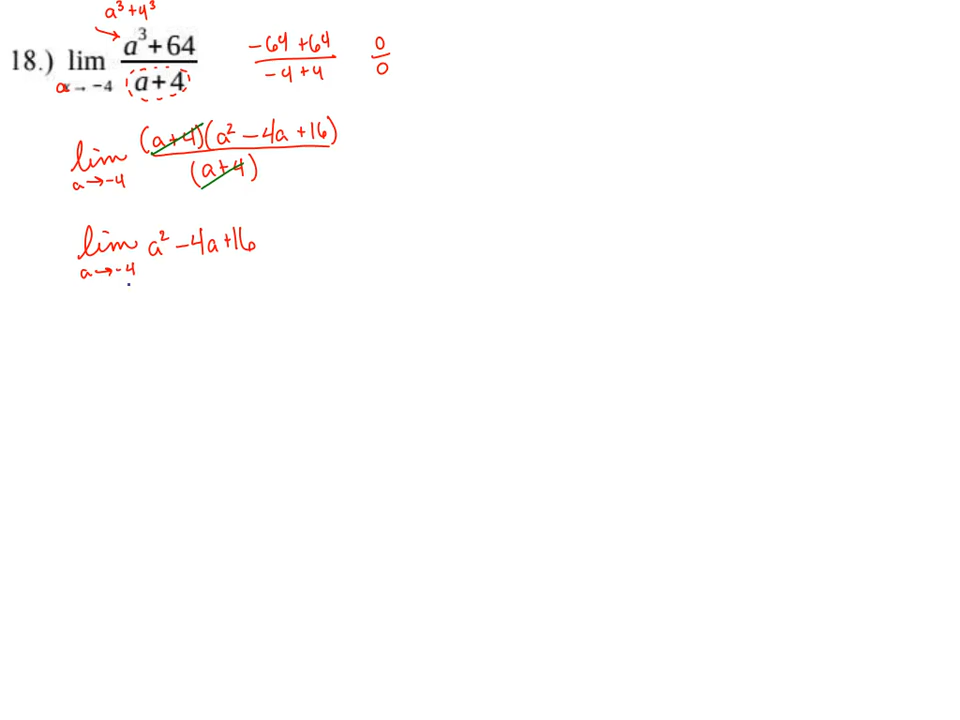 a³+4³
18.) lim a→-4 (a³+64)/(a+4)   (-64+64)/(-4+4)   0/0
lim a→-4 (a+4)(a²-4a+16)/(a+4)
lim a→-4 a²-4a+16